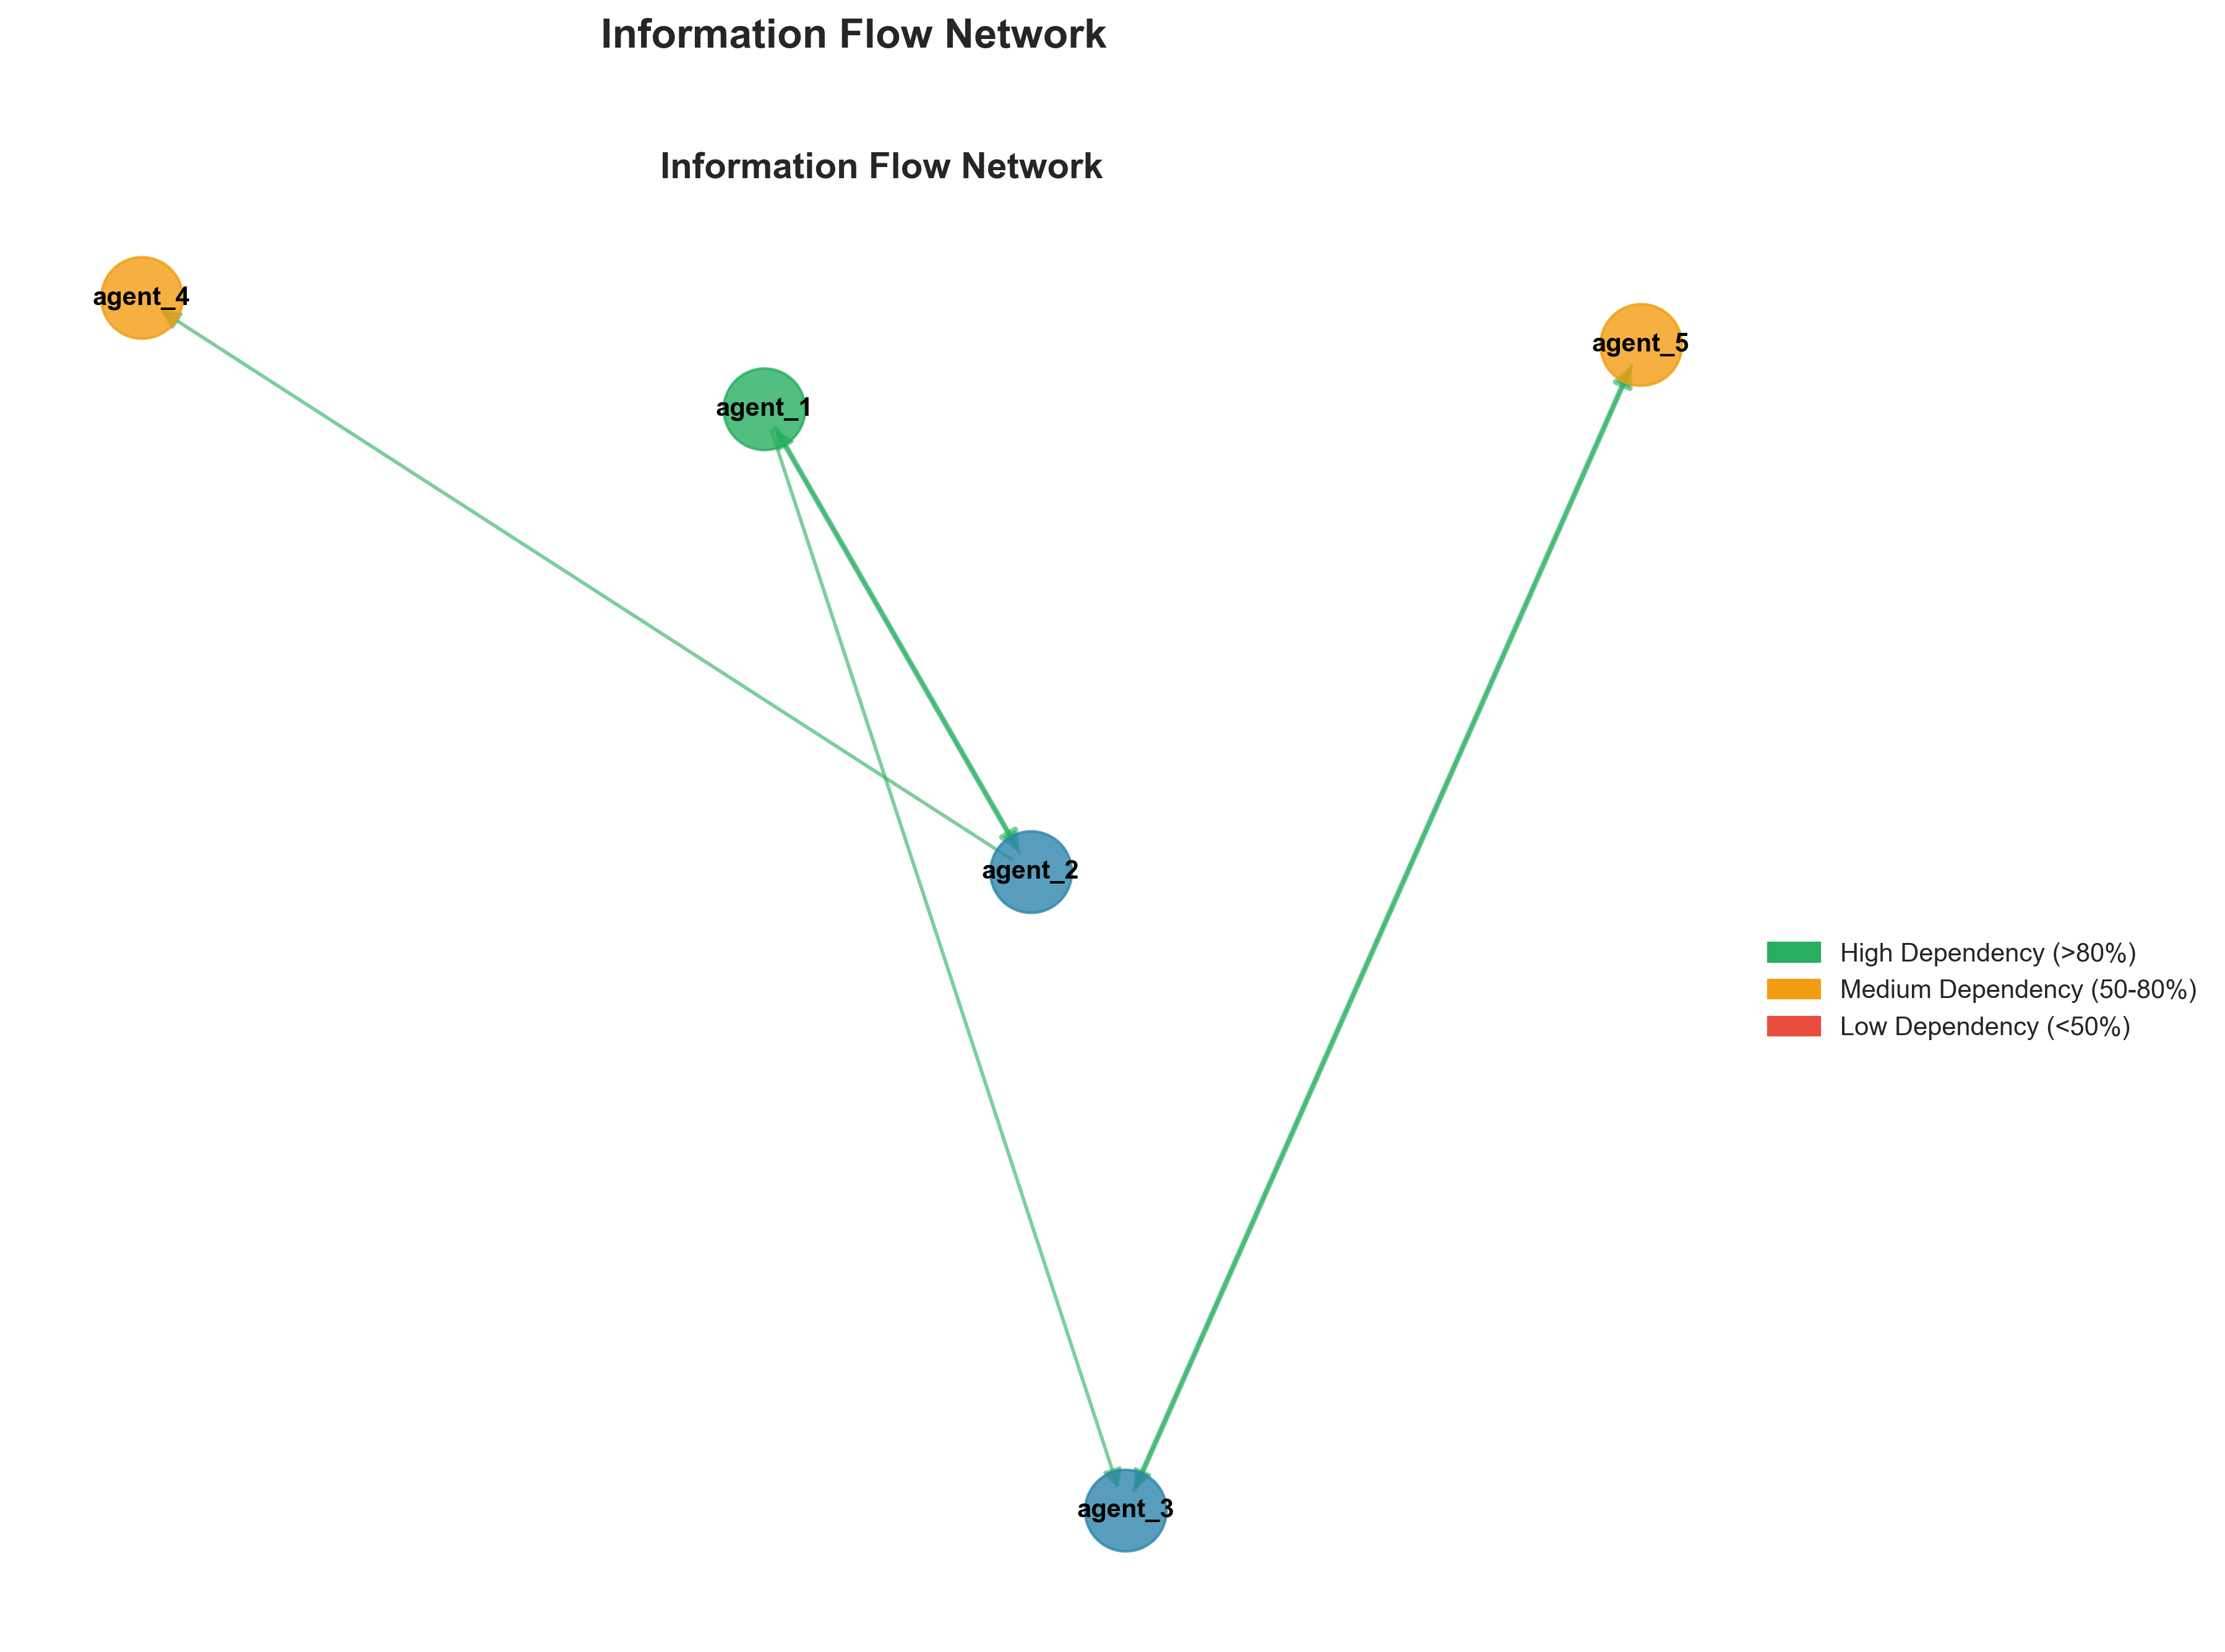 Information Flow Network
Information Flow Network
agent_4
agent_5
agent_1
agent_2
High Dependency (>80%)
Medium Dependency (50-80%)
Low Dependency (<50%)
agent_3